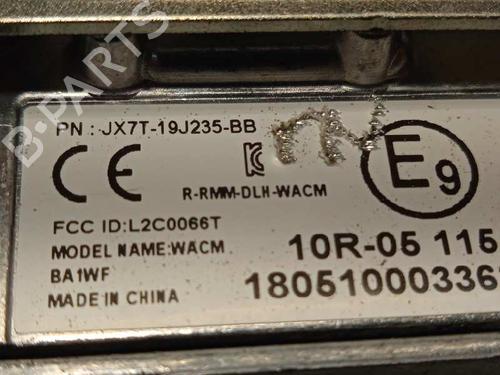 B-PARTS
PN : JX7T-19J235-BB
CE
R-RMM-DLH-WACM
E9
FCC ID:L2C0066T
MODEL NAME:WACM
BA1WF
MADE IN CHINA
10R-05 115
18051000336